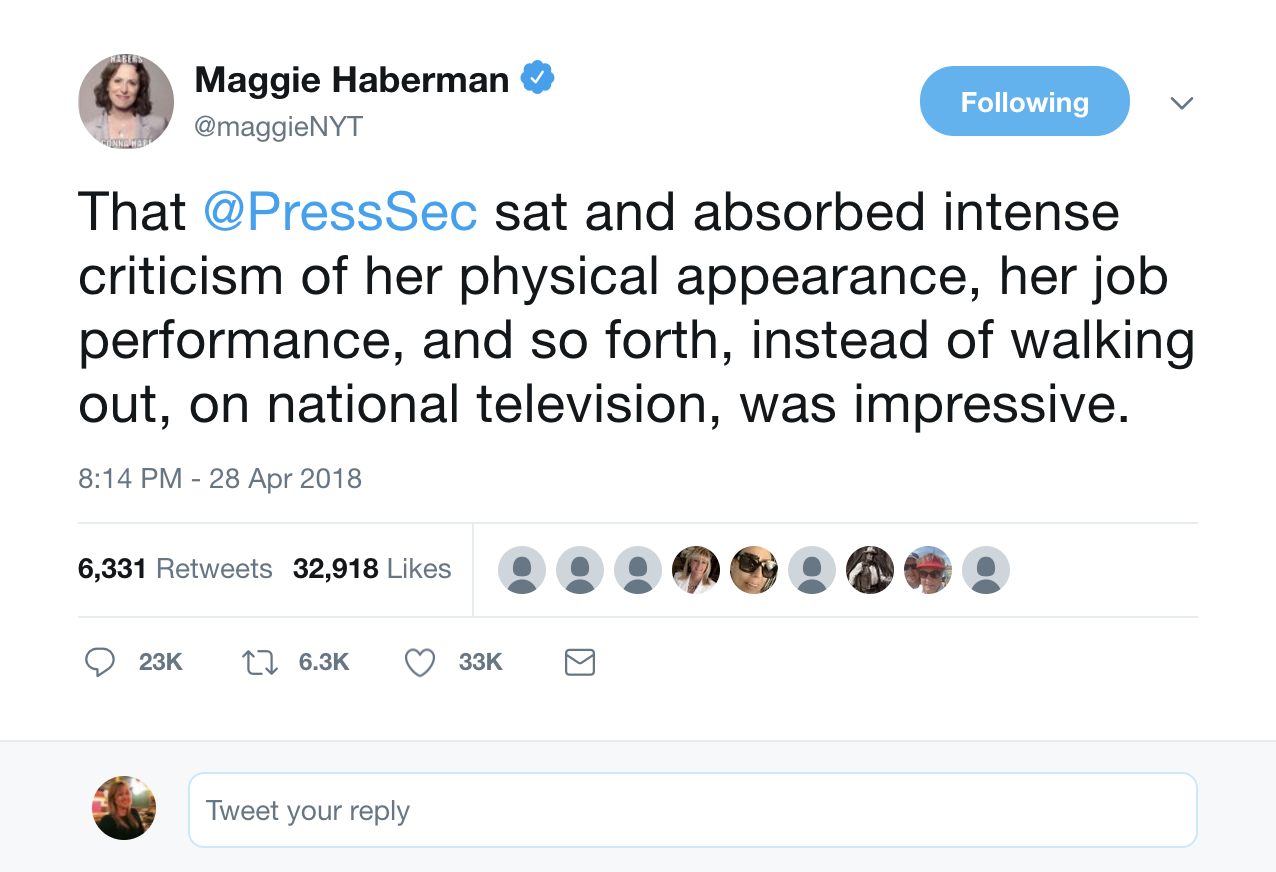 HABERS
Maggie Haberman
@maggieNYT
Following
That @PressSec sat and absorbed intense
criticism of her physical appearance, her job
performance, and so forth, instead of walking
out, on national television, was impressive.
8:14 PM - 28 Apr 2018
6,331 Retweets 32,918 Likes
23K 6.3K 33K
Tweet your reply